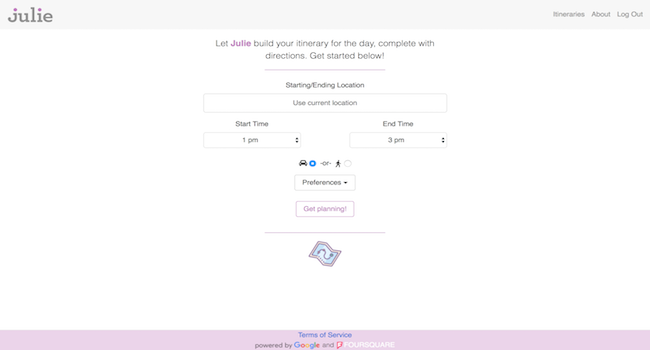 julie
Itineraries About Log Out
Let Julie build your itinerary for the day, complete with
directions. Get started below!
Starting/Ending Location
Use current location
Start Time End Time
1 pm 3 pm
-or-
Preferences
Get planning!
Terms of Service
powered by Google and FOURSQUARE